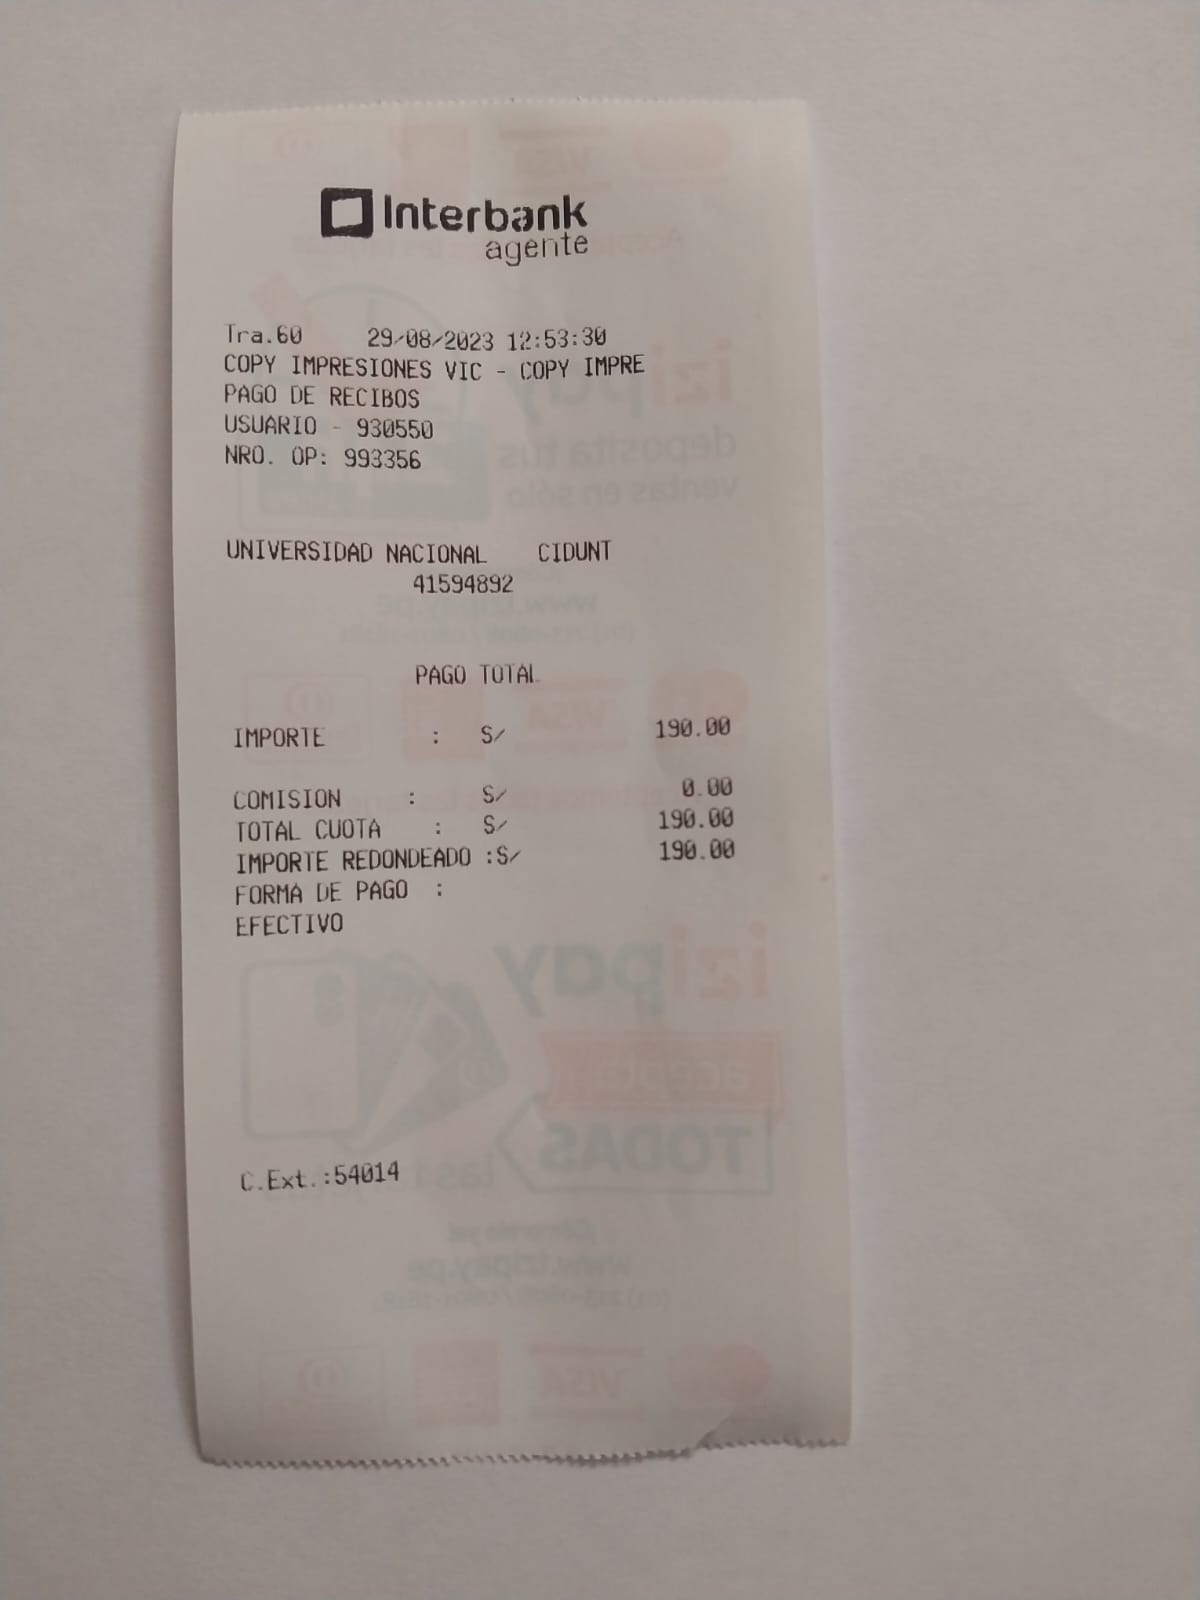 Interbank
agente
Tra.60 29/08/2023 12:53:30
COPY IMPRESIONES VIC - COPY IMPRE
PAGO DE RECIBOS
USUARIO - 930550
NRO. OP: 993356
UNIVERSIDAD NACIONAL CIDUNT
41594892
PAGO TOTAL
IMPORTE : S/ 190.00
COMISION : S/ 0.00
TOTAL CUOTA : S/ 190.00
IMPORTE REDONDEADO :S/ 190.00
FORMA DE PAGO :
EFECTIVO
C.Ext.:54014